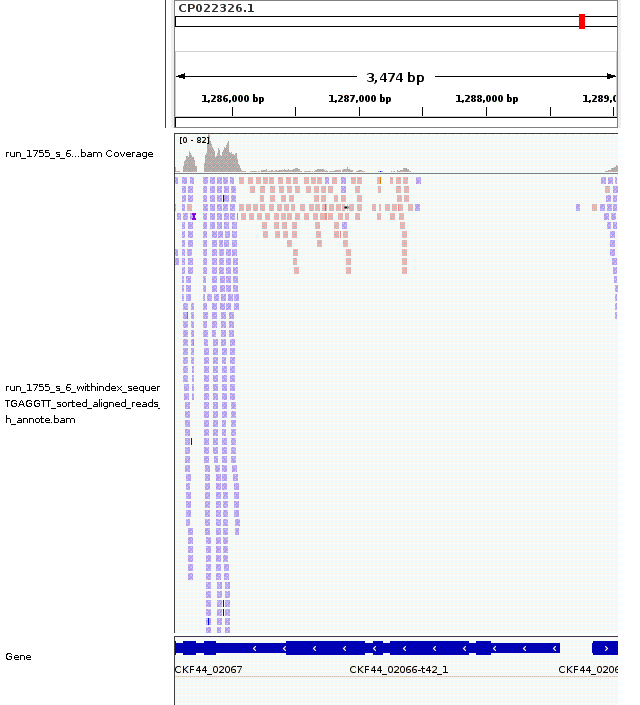 CP022326.1
3,474 bp
1,286,000 bp 1,287,000 bp 1,288,000 bp 1,289,0
[0 - 82]
run_1755_s_6...bam Coverage
run_1755_s_6_withindex_sequer
TGAGGTT_sorted_aligned_reads_
h_annote.bam
Gene
CKF44_02067 CKF44_02066-t42_1 CKF44_0206